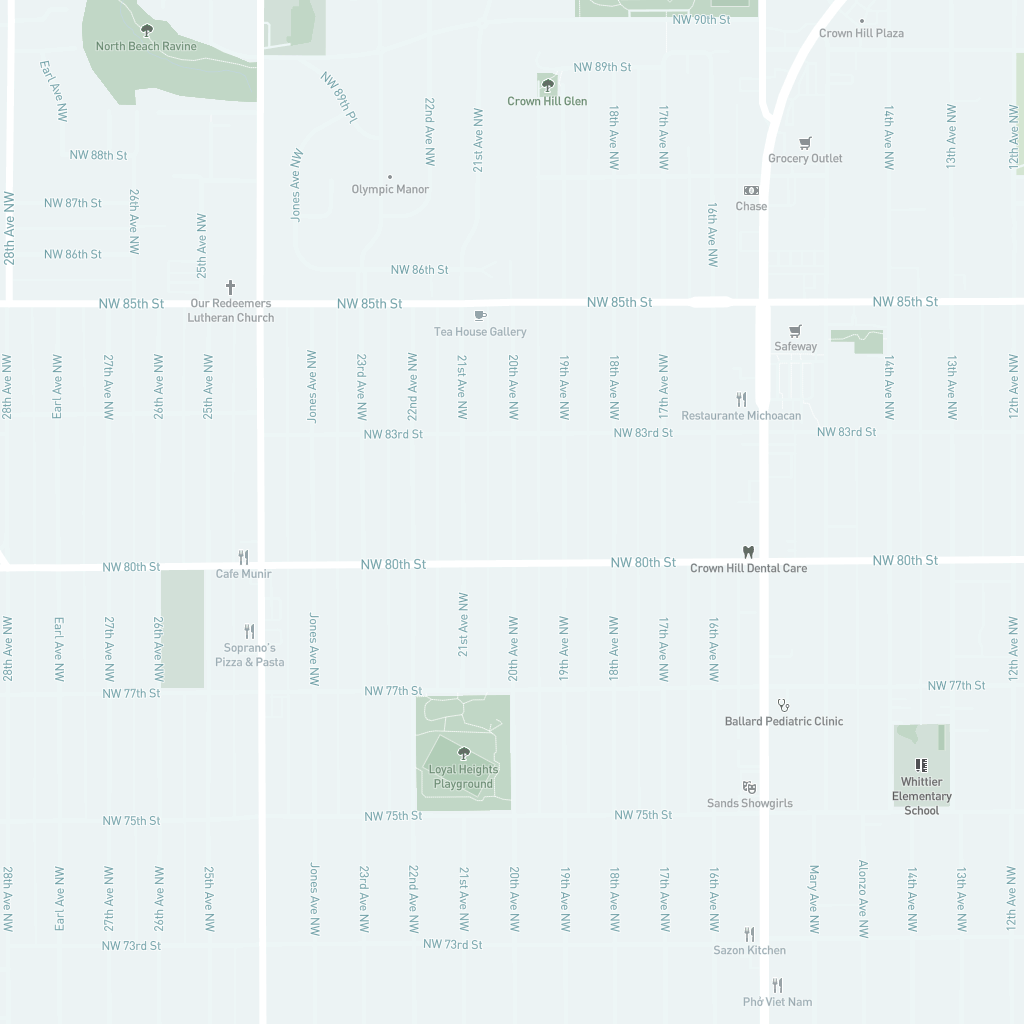 NW 90th St
Crown Hill Plaza
North Beach Ravine
Earl Ave NW
NW 89th Pl
NW 89th St
Crown Hill Glen
22nd Ave NW
21st Ave NW
18th Ave NW
17th Ave NW
14th Ave NW
13th Ave NW
12th Ave NW
Grocery Outlet
NW 88th St
Jones Ave NW
Olympic Manor
Chase
28th Ave NW
NW 87th St
26th Ave NW
25th Ave NW
16th Ave NW
NW 86th St
NW 86th St
NW 85th St
Our Redeemers
Lutheran Church
NW 85th St
NW 85th St
NW 85th St
Tea House Gallery
Safeway
28th Ave NW
Earl Ave NW
27th Ave NW
26th Ave NW
25th Ave NW
Jones Ave NW
23rd Ave NW
22nd Ave NW
21st Ave NW
20th Ave NW
19th Ave NW
18th Ave NW
17th Ave NW
14th Ave NW
13th Ave NW
12th Ave NW
Restaurante Michoacan
NW 83rd St
NW 83rd St
NW 83rd St
NW 80th St
Cafe Munir
NW 80th St
NW 80th St
Crown Hill Dental Care
NW 80th St
28th Ave NW
Earl Ave NW
27th Ave NW
26th Ave NW
Soprano's
Pizza & Pasta
Jones Ave NW
21st Ave NW
20th Ave NW
19th Ave NW
18th Ave NW
17th Ave NW
16th Ave NW
12th Ave NW
NW 77th St
NW 77th St
NW 77th St
Ballard Pediatric Clinic
Loyal Heights
Playground
Whittier
Elementary
School
Sands Showgirls
NW 75th St
NW 75th St
NW 75th St
28th Ave NW
Earl Ave NW
27th Ave NW
26th Ave NW
25th Ave NW
Jones Ave NW
23rd Ave NW
22nd Ave NW
21st Ave NW
20th Ave NW
19th Ave NW
18th Ave NW
17th Ave NW
16th Ave NW
Mary Ave NW
Alonzo Ave NW
14th Ave NW
13th Ave NW
12th Ave NW
NW 73rd St
NW 73rd St
Sazon Kitchen
Phở Viet Nam